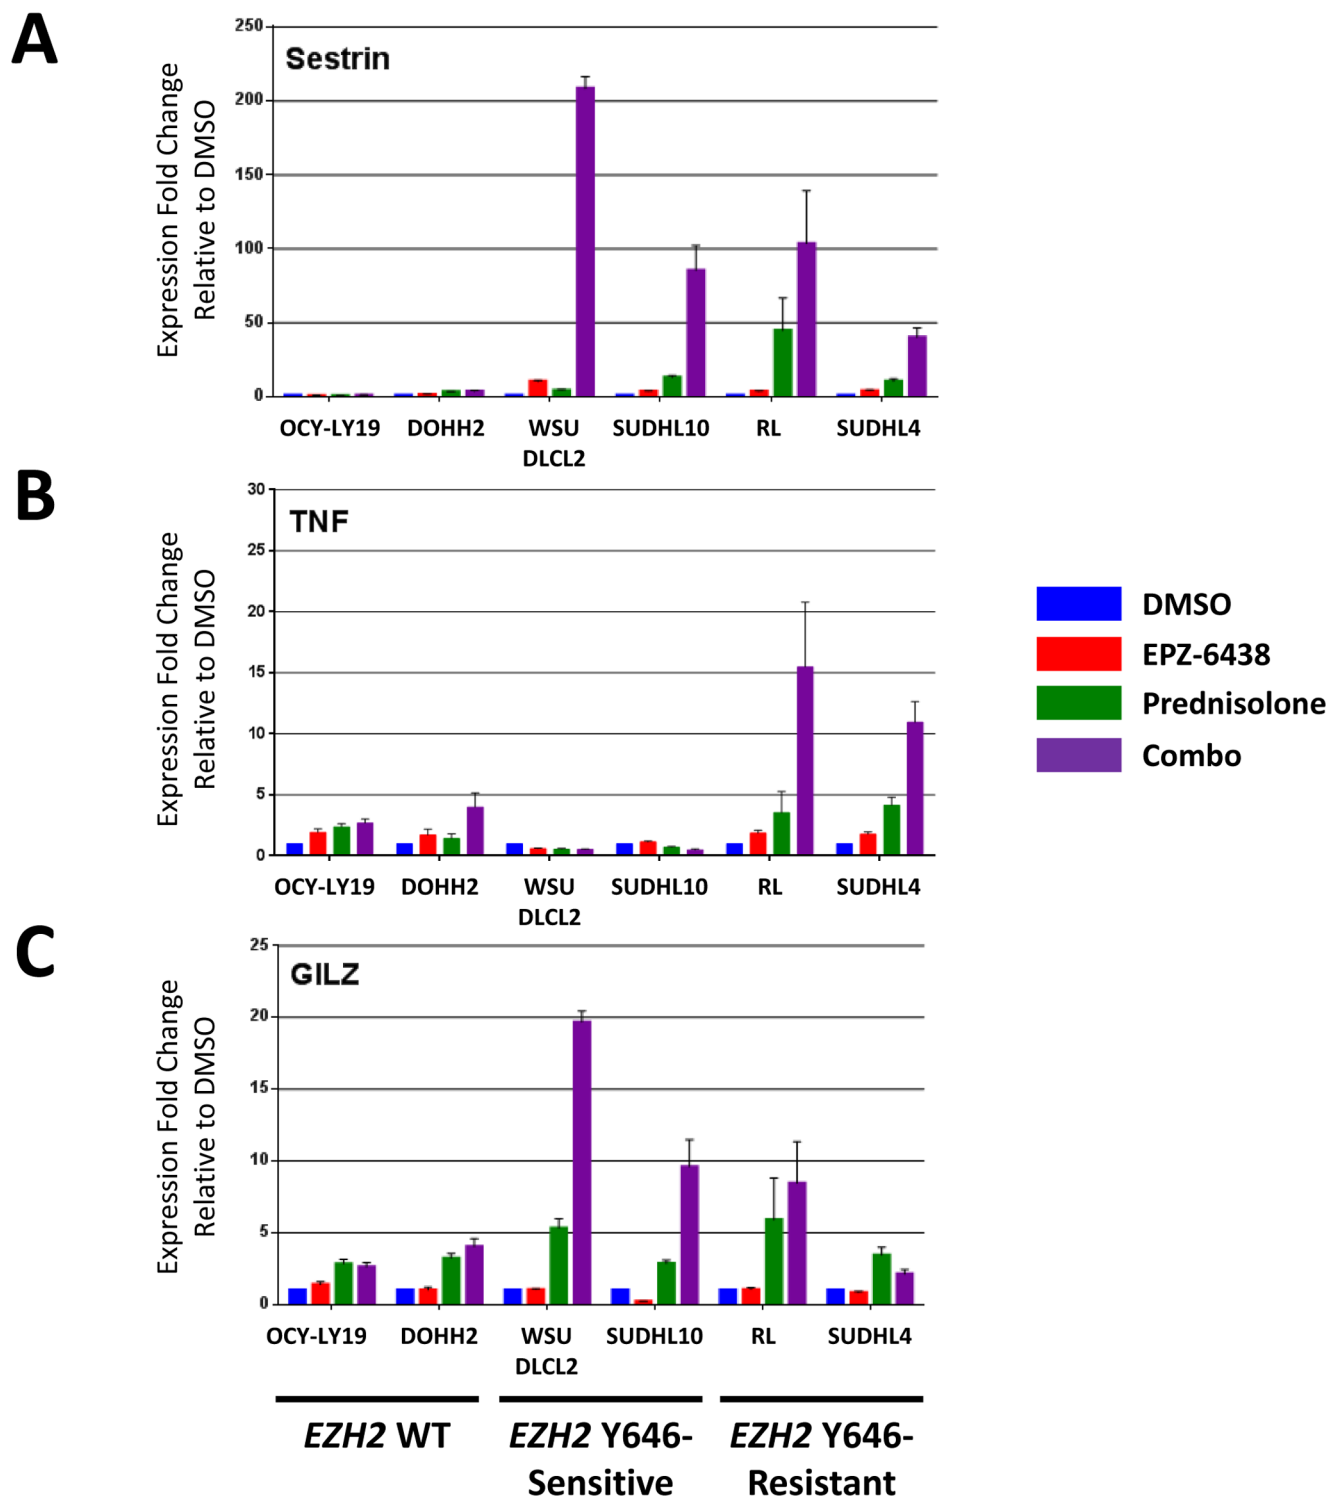 A
Expression Fold Change
Relative to DMSO
Sestrin
250
200
150
100
50
0
OCY-LY19 DOHH2 WSU DLCL2 SUDHL10 RL SUDHL4
B
Expression Fold Change
Relative to DMSO
TNF
30
25
20
15
10
5
0
OCY-LY19 DOHH2 WSU DLCL2 SUDHL10 RL SUDHL4
DMSO
EPZ-6438
Prednisolone
Combo
C
Expression Fold Change
Relative to DMSO
GILZ
25
20
15
10
5
0
OCY-LY19 DOHH2 WSU DLCL2 SUDHL10 RL SUDHL4
EZH2 WT
EZH2 Y646-
Sensitive
EZH2 Y646-
Resistant